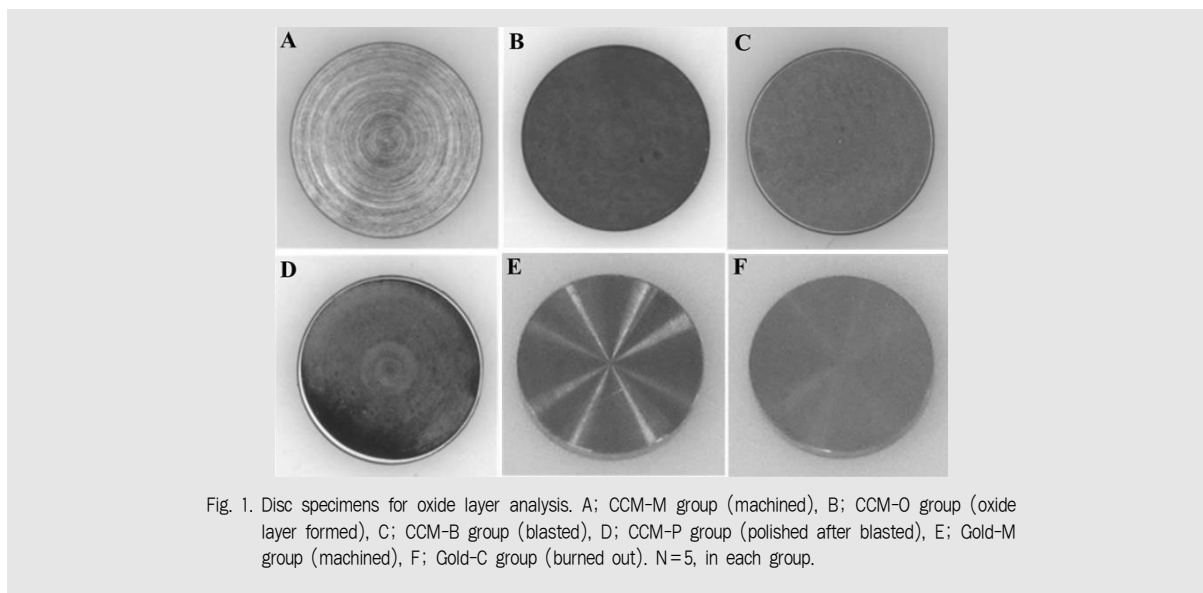 A
B
C
D
E
F
Fig. 1. Disc specimens for oxide layer analysis. A; CCM-M group (machined), B; CCM-O group (oxide
layer formed), C; CCM-B group (blasted), D; CCM-P group (polished after blasted), E; Gold-M
group (machined), F; Gold-C group (burned out). N=5, in each group.